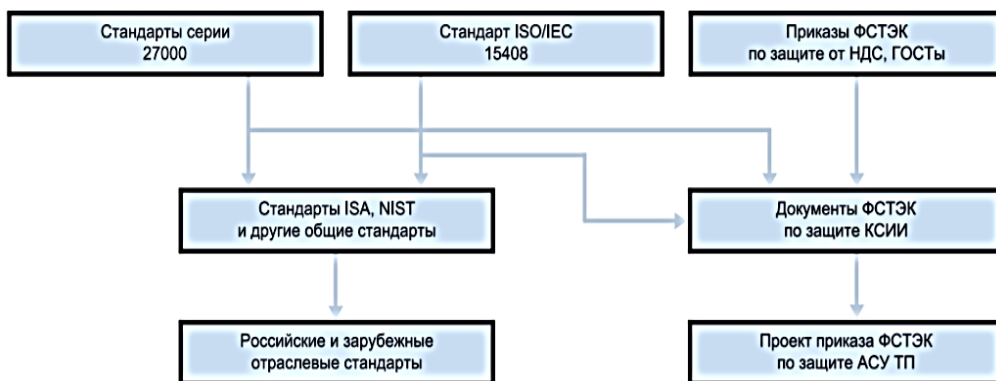 Стандарты серии
27000
Стандарт ISO/IEC
15408
Приказы ФСТЭК
по защите от НДС, ГОСТы
Стандарты ISA, NIST
и другие общие стандарты
Документы ФСТЭК
по защите КСИИ
Российские и зарубежные
отраслевые стандарты
Проект приказа ФСТЭК
по защите АСУ ТП